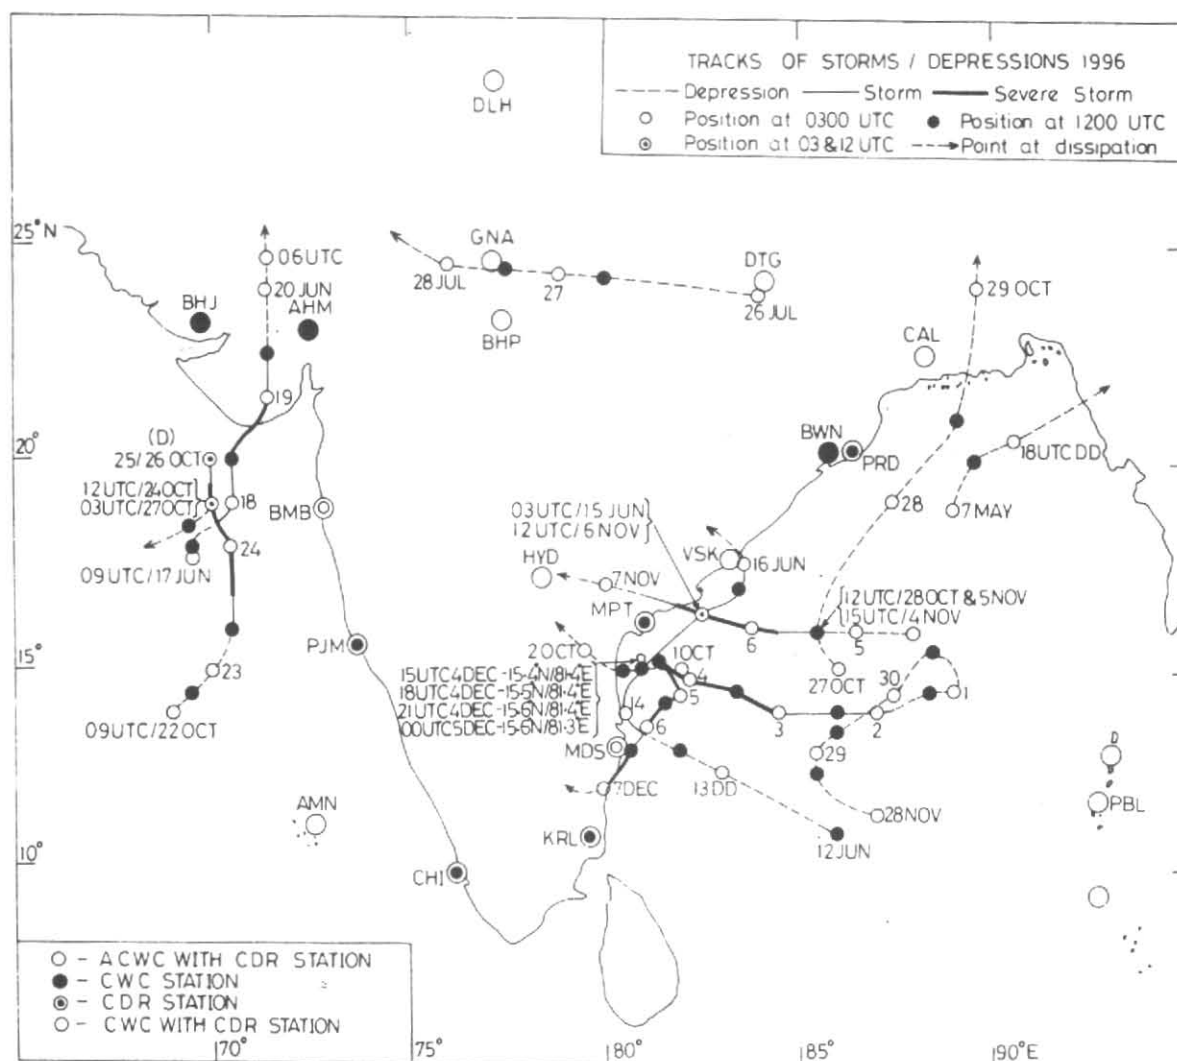 TRACKS OF STORMS / DEPRESSIONS 1996
Depression Storm Severe Storm
Position at 0300 UTC Position at 1200 UTC
Position at 03 & 12 UTC Point at dissipation
DLH
25° N
06 UTC
20 JUN
BHJ
AHM
GNA
28 JUL
27
26 JUL
DTG
BHP
CAL
29 OCT
19
20°
(D)
25/26 OCT
12 UTC/24 OCT
03 UTC/27 OCT
18
24
09 UTC/17 JUN
BMB
BWN
PRD
18 UTC DD
7 MAY
28
03 UTC/15 JUN
12 UTC/6 NOV
HYD
VSK
16 JUN
7 NOV
MPT
12 UTC/28 OCT & 5 NOV
15 UTC/4 NOV
6
5
PJM
15°
23
09 UTC/22 OCT
2 OCT
1 OCT
4
5
27 OCT
30
1
15 UTC 4 DEC-15·4N/81·4E
18 UTC 4 DEC-15·5N/81·4E
21 UTC 4 DEC-15·6N/81·4E
00 UTC 5 DEC-15·6N/81·3E
14
6
3
2
MDS
29
13 DD
7 DEC
28 NOV
12 JUN
AMN
PBL
KRL
10°
CHI
O - ACWC WITH CDR STATION
- CWC STATION
- CDR STATION
O - CWC WITH CDR STATION
70° 75° 80° 85° 90°E